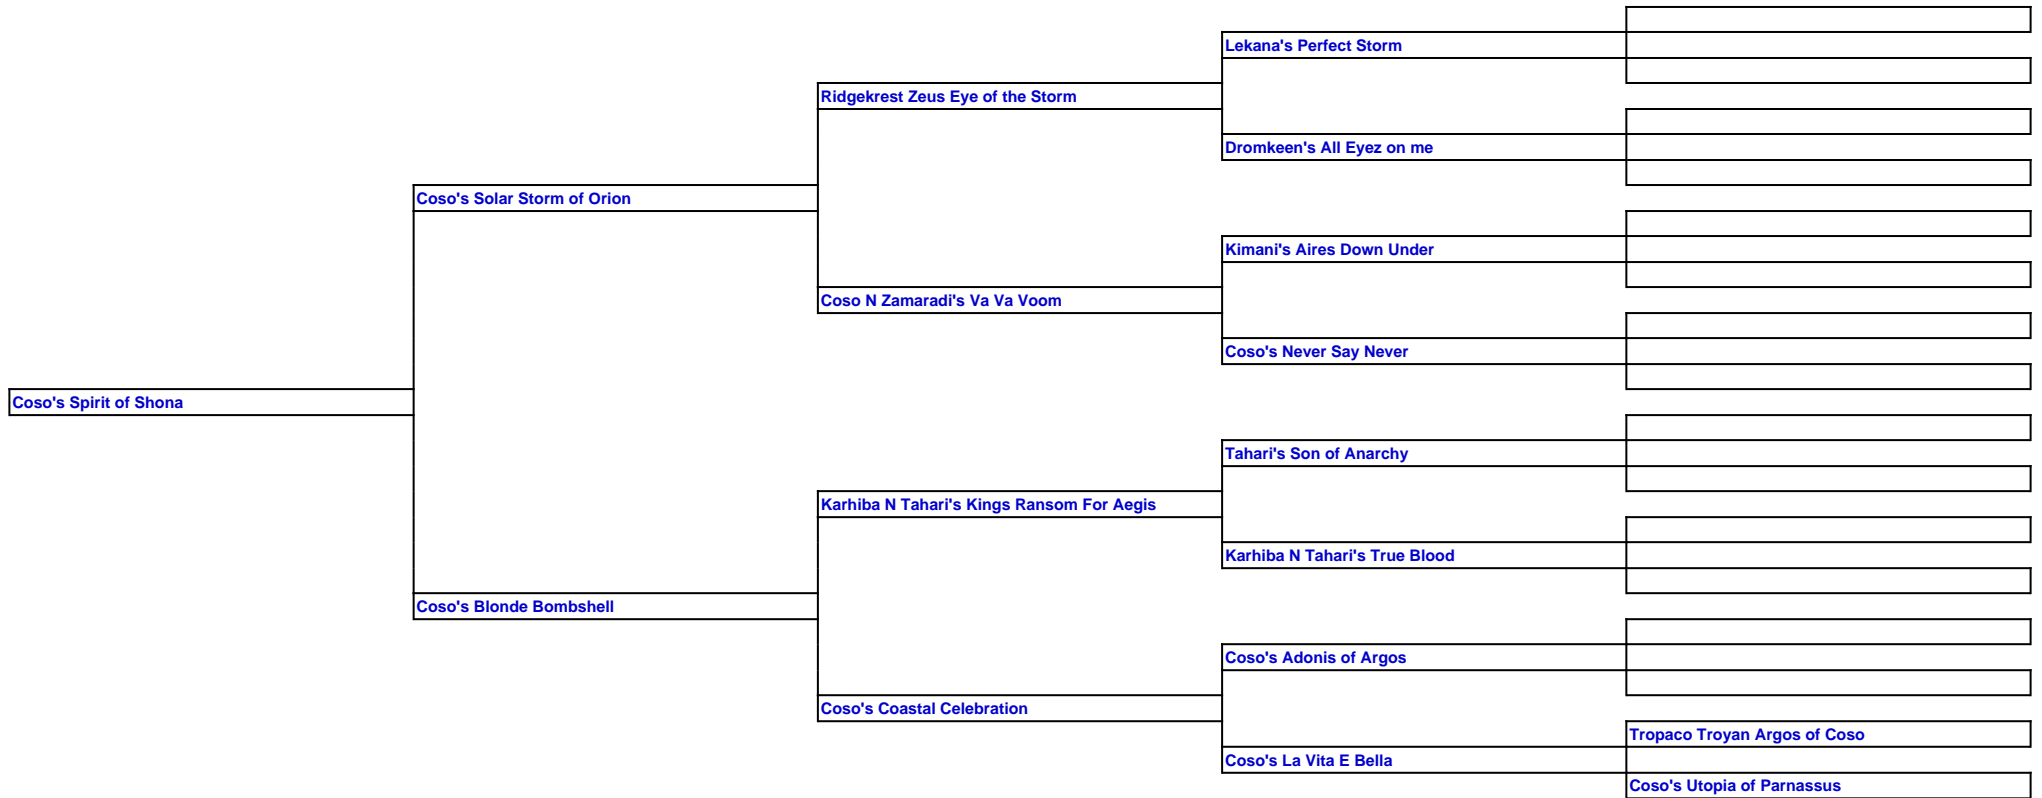 Lekana's Perfect Storm
Ridgekrest Zeus Eye of the Storm
Dromkeen's All Eyez on me
Coso's Solar Storm of Orion
Kimani's Aires Down Under
Coso N Zamaradi's Va Va Voom
Coso's Never Say Never
Coso's Spirit of Shona
Tahari's Son of Anarchy
Karhiba N Tahari's Kings Ransom For Aegis
Karhiba N Tahari's True Blood
Coso's Blonde Bombshell
Coso's Adonis of Argos
Coso's Coastal Celebration
Tropaco Troyan Argos of Coso
Coso's La Vita E Bella
Coso's Utopia of Parnassus